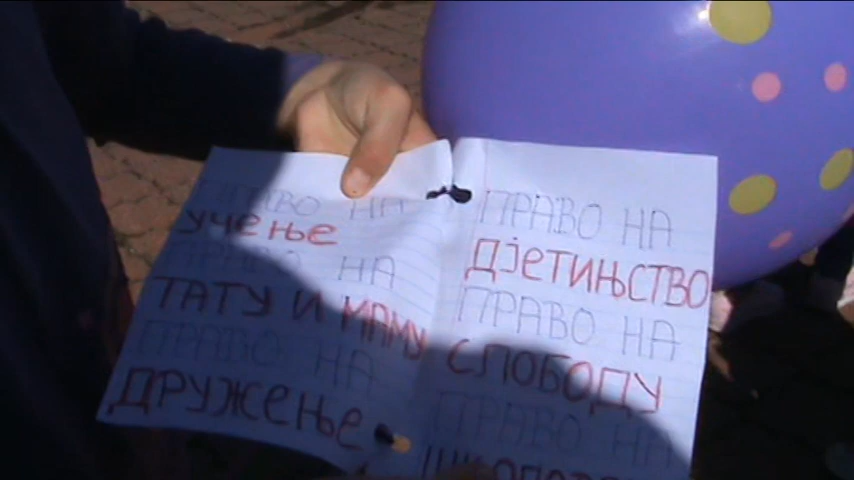 ПРАВО НА
УЧЕЊЕ
ПРАВО НА
ТАТУ И МАМУ
ПРАВО НА
ДРУЖЕЊЕ
ПРАВО НА
ДЈЕТИЊСТВО
ПРАВО НА
СЛОБОДУ
ПРАВО НА